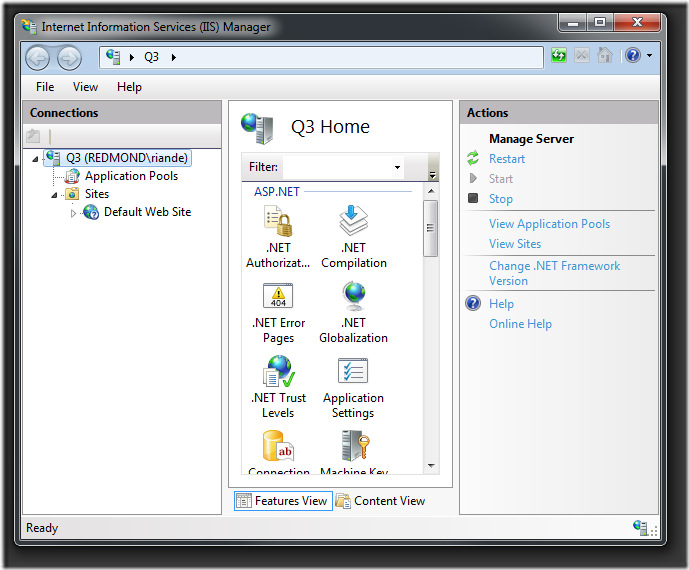 Internet Information Services (IIS) Manager
Q3
File View Help
Connections
Q3 (REDMOND\riande)
Application Pools
Sites
Default Web Site
Q3 Home
Filter:
ASP.NET
.NET
Authorizat...
.NET
Compilation
404
.NET Error
Pages
.NET
Globalization
.NET Trust
Levels
Application
Settings
ab
Connection
Machine Key
Features View
Content View
Actions
Manage Server
Restart
Start
Stop
View Application Pools
View Sites
Change .NET Framework
Version
Help
Online Help
Ready